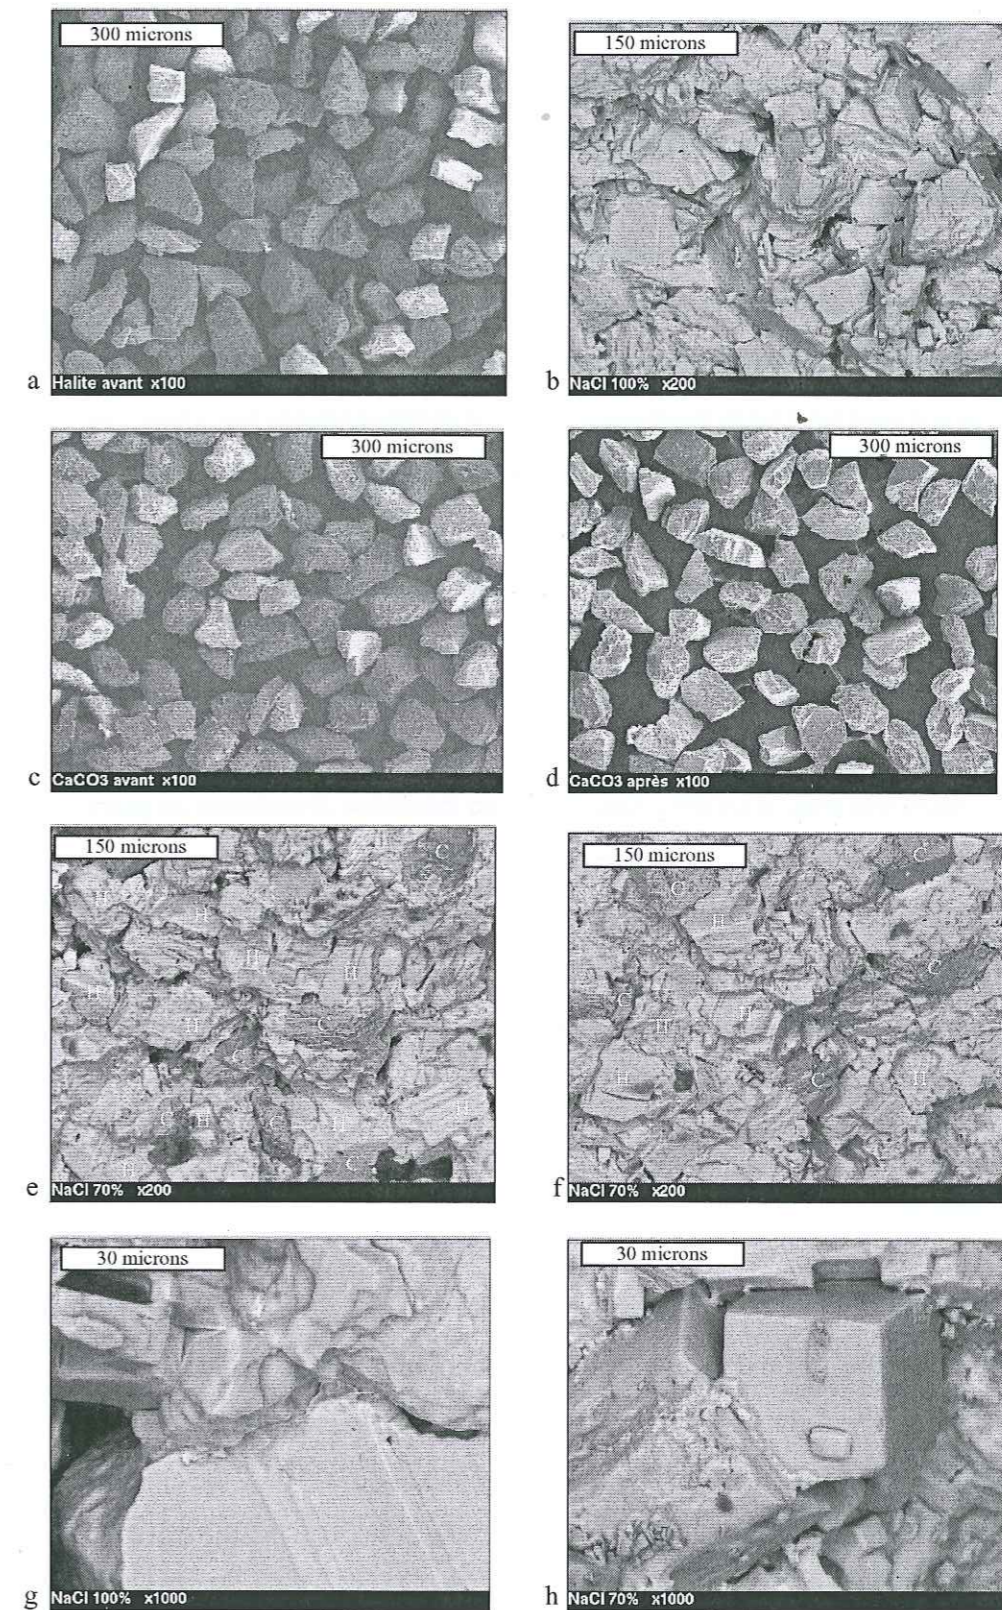 300 microns
a
Halite avant x100
150 microns
b
NaCl 100% x200
300 microns
c
CaCO3 avant x100
300 microns
d
CaCO3 après x100
150 microns
C
H
H
H
H
H
H
C
C
C
H
C
H
H
H
C
e
NaCl 70% x200
150 microns
C
C
H
C
C
H
H
H
C
H
f
NaCl 70% x200
30 microns
g
NaCl 100% x1000
30 microns
h
NaCl 70% x1000